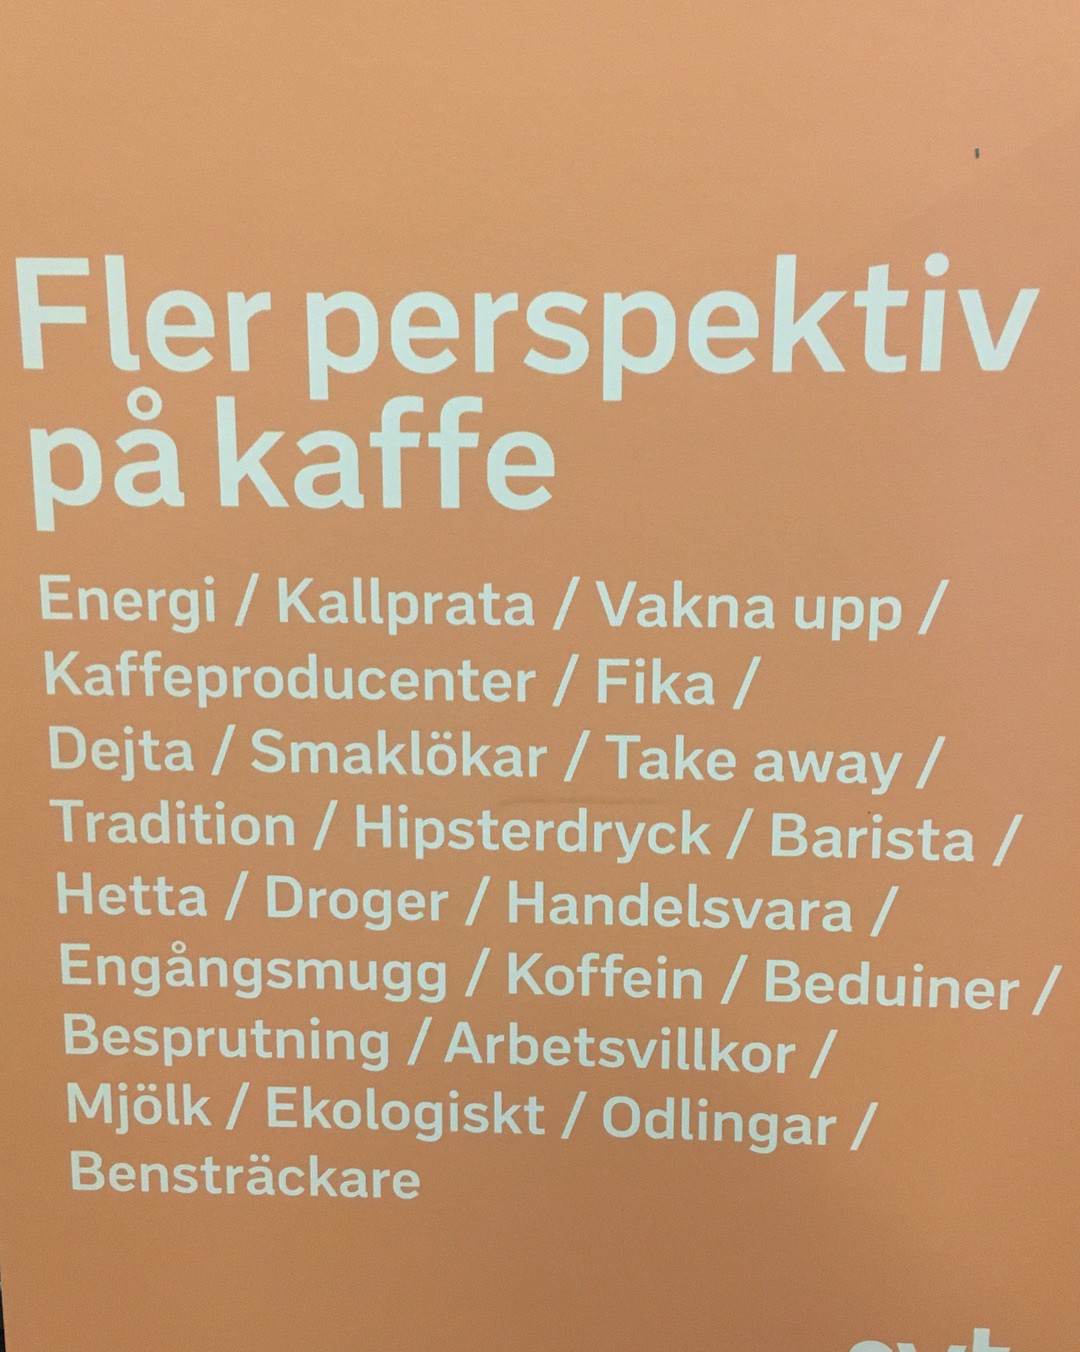 Fler perspektiv
på kaffe
Energi / Kallprata / Vakna upp /
Kaffeproducenter / Fika /
Dejta / Smaklökar / Take away /
Tradition / Hipsterdryck / Barista /
Hetta / Droger / Handelsvara /
Engångsmugg / Koffein / Beduiner /
Besprutning / Arbetsvillkor /
Mjölk / Ekologiskt / Odlingar /
Bensträckare